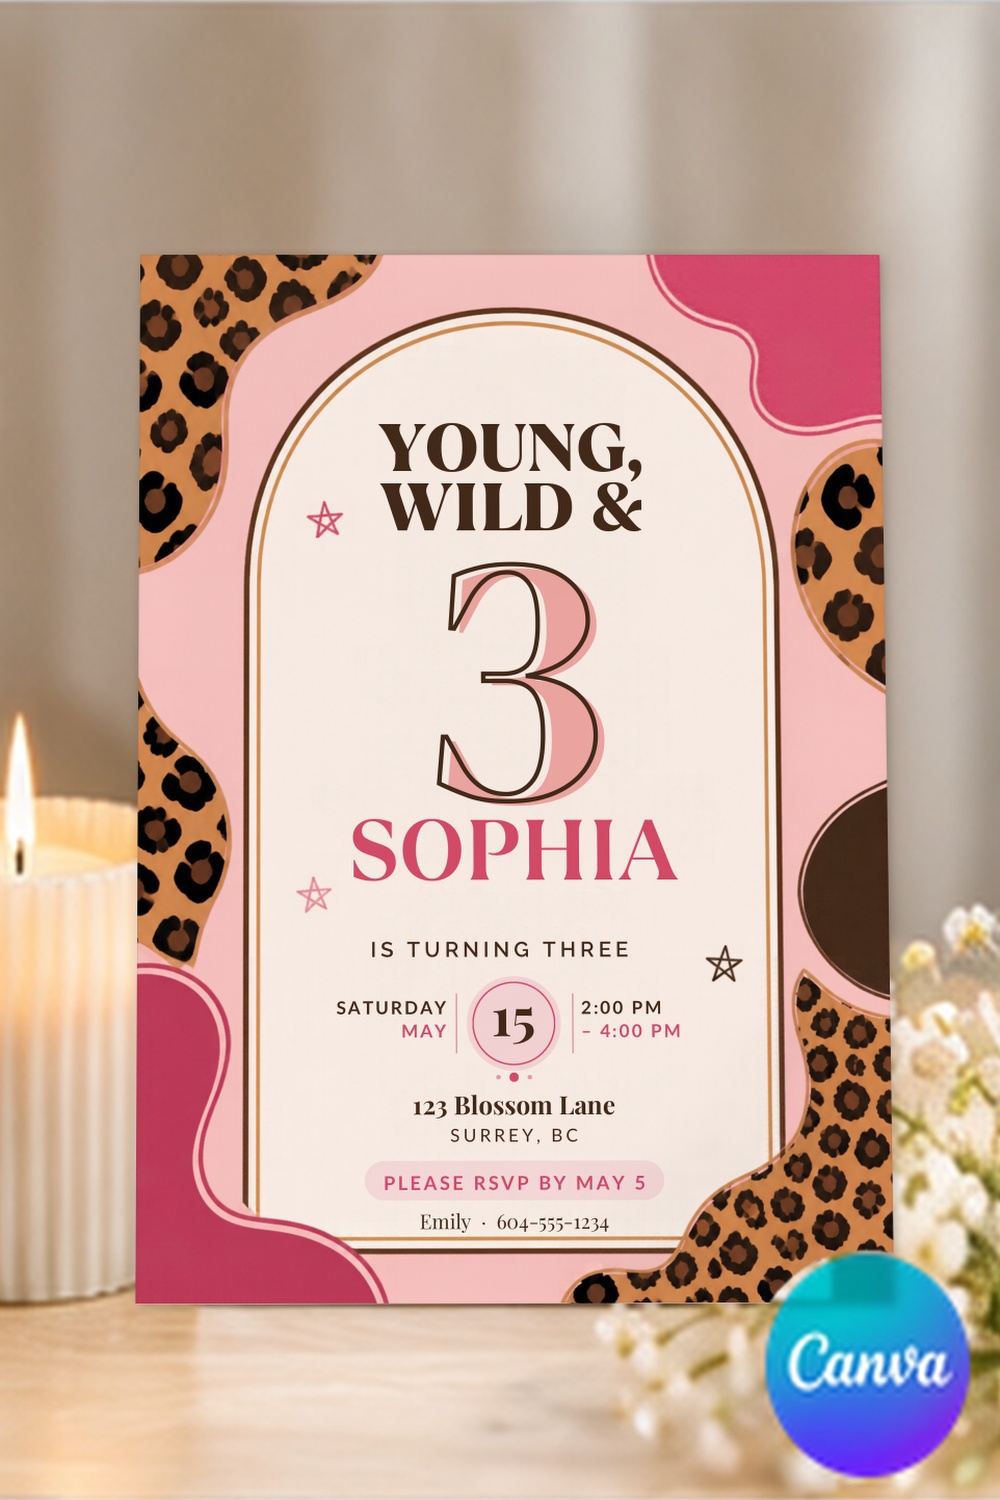 YOUNG,
WILD &
3
SOPHIA
IS TURNING THREE
SATURDAY
MAY
15
2:00 PM
– 4:00 PM
123 Blossom Lane
SURREY, BC
PLEASE RSVP BY MAY 5
Emily · 604-555-1234
Canva